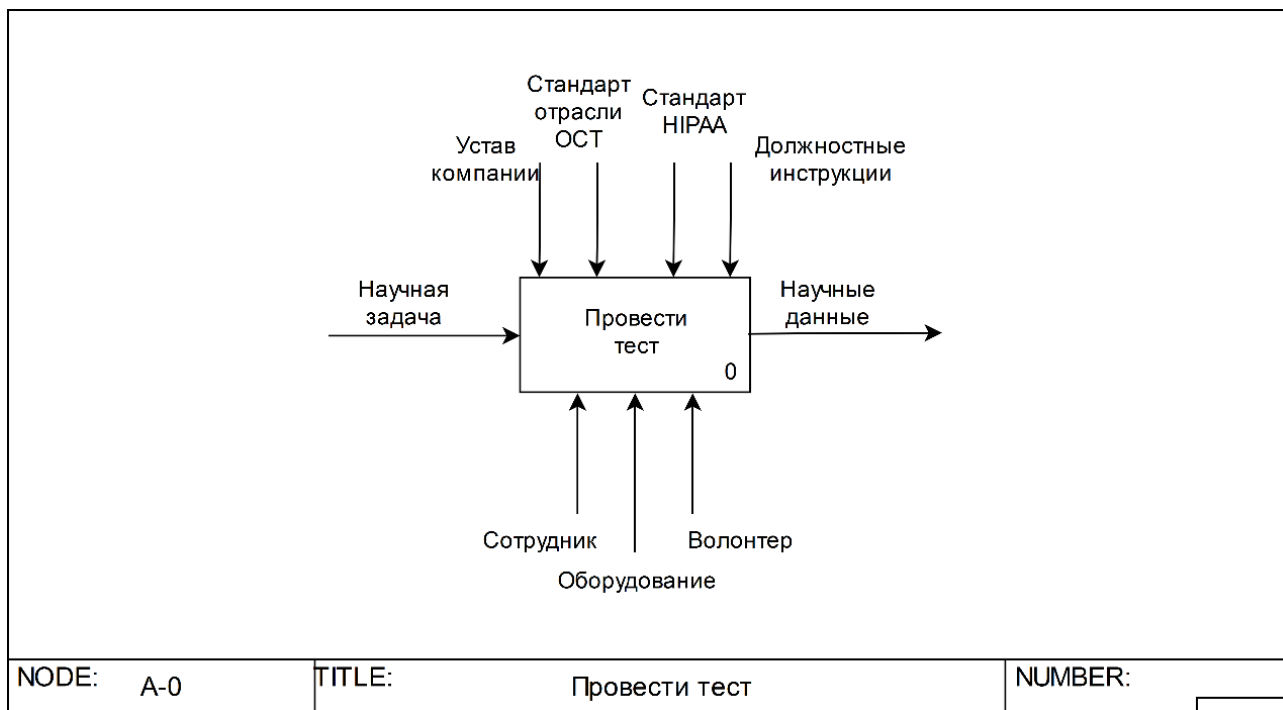 Стандарт
отрасли
ОСТ
Стандарт
HIPAA
Устав
компании
Должностные
инструкции
Научная
задача
Провести
тест
0
Научные
данные
Сотрудник
Волонтер
Оборудование
NODE: A-0
TITLE: Провести тест
NUMBER: